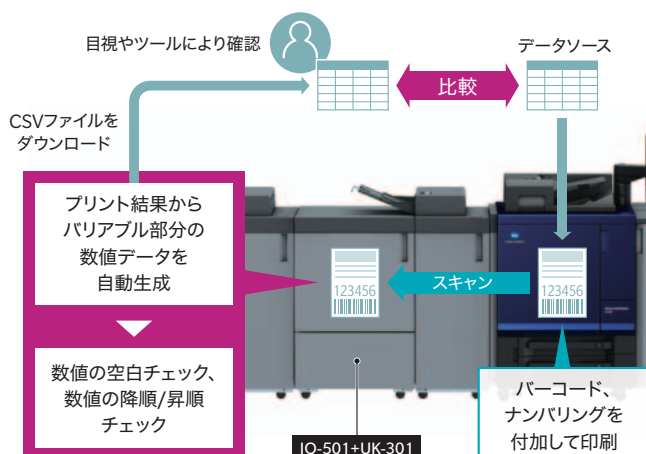 目視やツールにより確認
データソース
比較
CSVファイルを
ダウンロード
プリント結果から
バリアブル部分の
数値データを
自動生成
数値の空白チェック、
数値の降順/昇順
チェック
123456
スキャン
123456
バーコード、
ナンバリングを
付加して印刷
IQ-501+UK-301